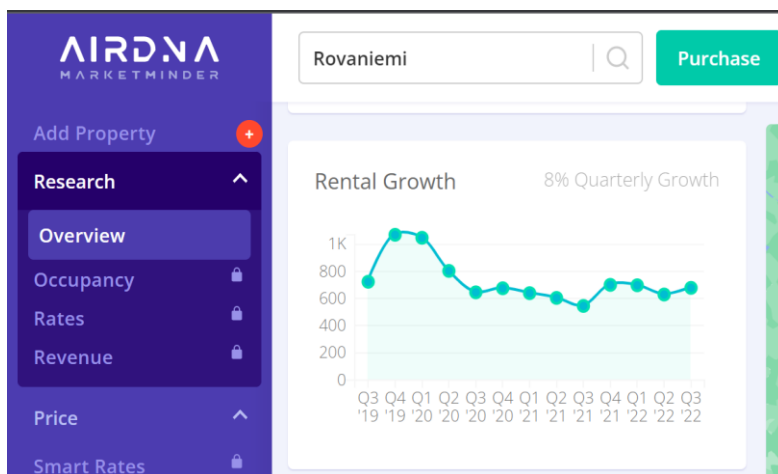 AIRDNA
MARKETMINDER
Rovaniemi
Purchase
Add Property
+
Research
Overview
Occupancy
Rates
Revenue
Price
Smart Rates
Rental Growth
8% Quarterly Growth
1K
800
600
400
200
0
Q3 Q4 Q1 Q2 Q3 Q4 Q1 Q2 Q3 Q4 Q1 Q2 Q3
'19 '19 '20 '20 '20 '20 '21 '21 '21 '21 '22 '22 '22